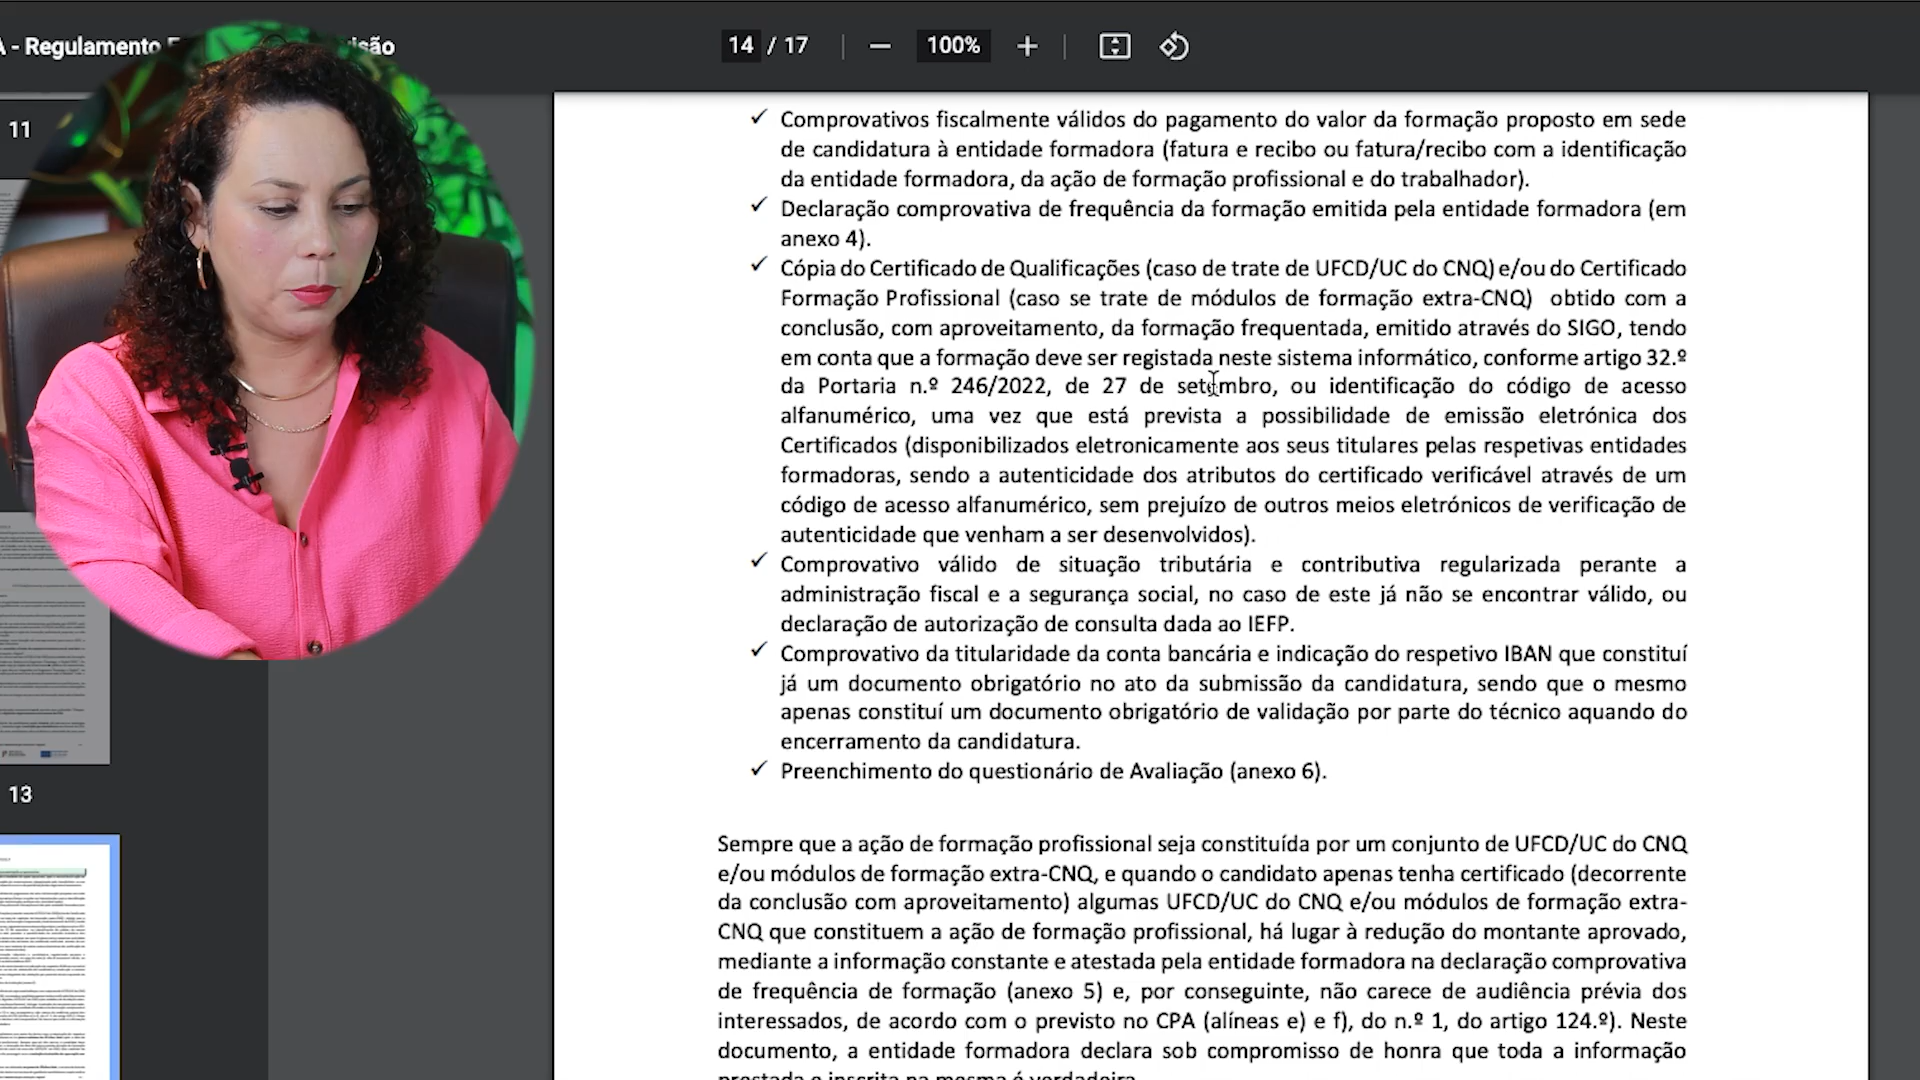 A - Regulamento
isão
14 / 17
100%
11
13
Comprovativos fiscalmente válidos do pagamento do valor da formação proposto em sede
de candidatura à entidade formadora (fatura e recibo ou fatura/recibo com a identificação
da entidade formadora, da ação de formação profissional e do trabalhador).
Declaração comprovativa de frequência da formação emitida pela entidade formadora (em
anexo 4).
Cópia do Certificado de Qualificações (caso de trate de UFCD/UC do CNQ) e/ou do Certificado
Formação Profissional (caso se trate de módulos de formação extra-CNQ) obtido com a
conclusão, com aproveitamento, da formação frequentada, emitido através do SIGO, tendo
em conta que a formação deve ser registada neste sistema informático, conforme artigo 32.º
da Portaria n.º 246/2022, de 27 de setembro, ou identificação do código de acesso
alfanumérico, uma vez que está prevista a possibilidade de emissão eletrónica dos
Certificados (disponibilizados eletronicamente aos seus titulares pelas respetivas entidades
formadoras, sendo a autenticidade dos atributos do certificado verificável através de um
código de acesso alfanumérico, sem prejuízo de outros meios eletrónicos de verificação de
autenticidade que venham a ser desenvolvidos).
Comprovativo válido de situação tributária e contributiva regularizada perante a
administração fiscal e a segurança social, no caso de este já não se encontrar válido, ou
declaração de autorização de consulta dada ao IEFP.
Comprovativo da titularidade da conta bancária e indicação do respetivo IBAN que constituí
já um documento obrigatório no ato da submissão da candidatura, sendo que o mesmo
apenas constituí um documento obrigatório de validação por parte do técnico aquando do
encerramento da candidatura.
Preenchimento do questionário de Avaliação (anexo 6).
Sempre que a ação de formação profissional seja constituída por um conjunto de UFCD/UC do CNQ
e/ou módulos de formação extra-CNQ, e quando o candidato apenas tenha certificado (decorrente
da conclusão com aproveitamento) algumas UFCD/UC do CNQ e/ou módulos de formação extra-
CNQ que constituem a ação de formação profissional, há lugar à redução do montante aprovado,
mediante a informação constante e atestada pela entidade formadora na declaração comprovativa
de frequência de formação (anexo 5) e, por conseguinte, não carece de audiência prévia dos
interessados, de acordo com o previsto no CPA (alíneas e) e f), do n.º 1, do artigo 124.º). Neste
documento, a entidade formadora declara sob compromisso de honra que toda a informação
prestada e inscrita na mesma é verdadeira